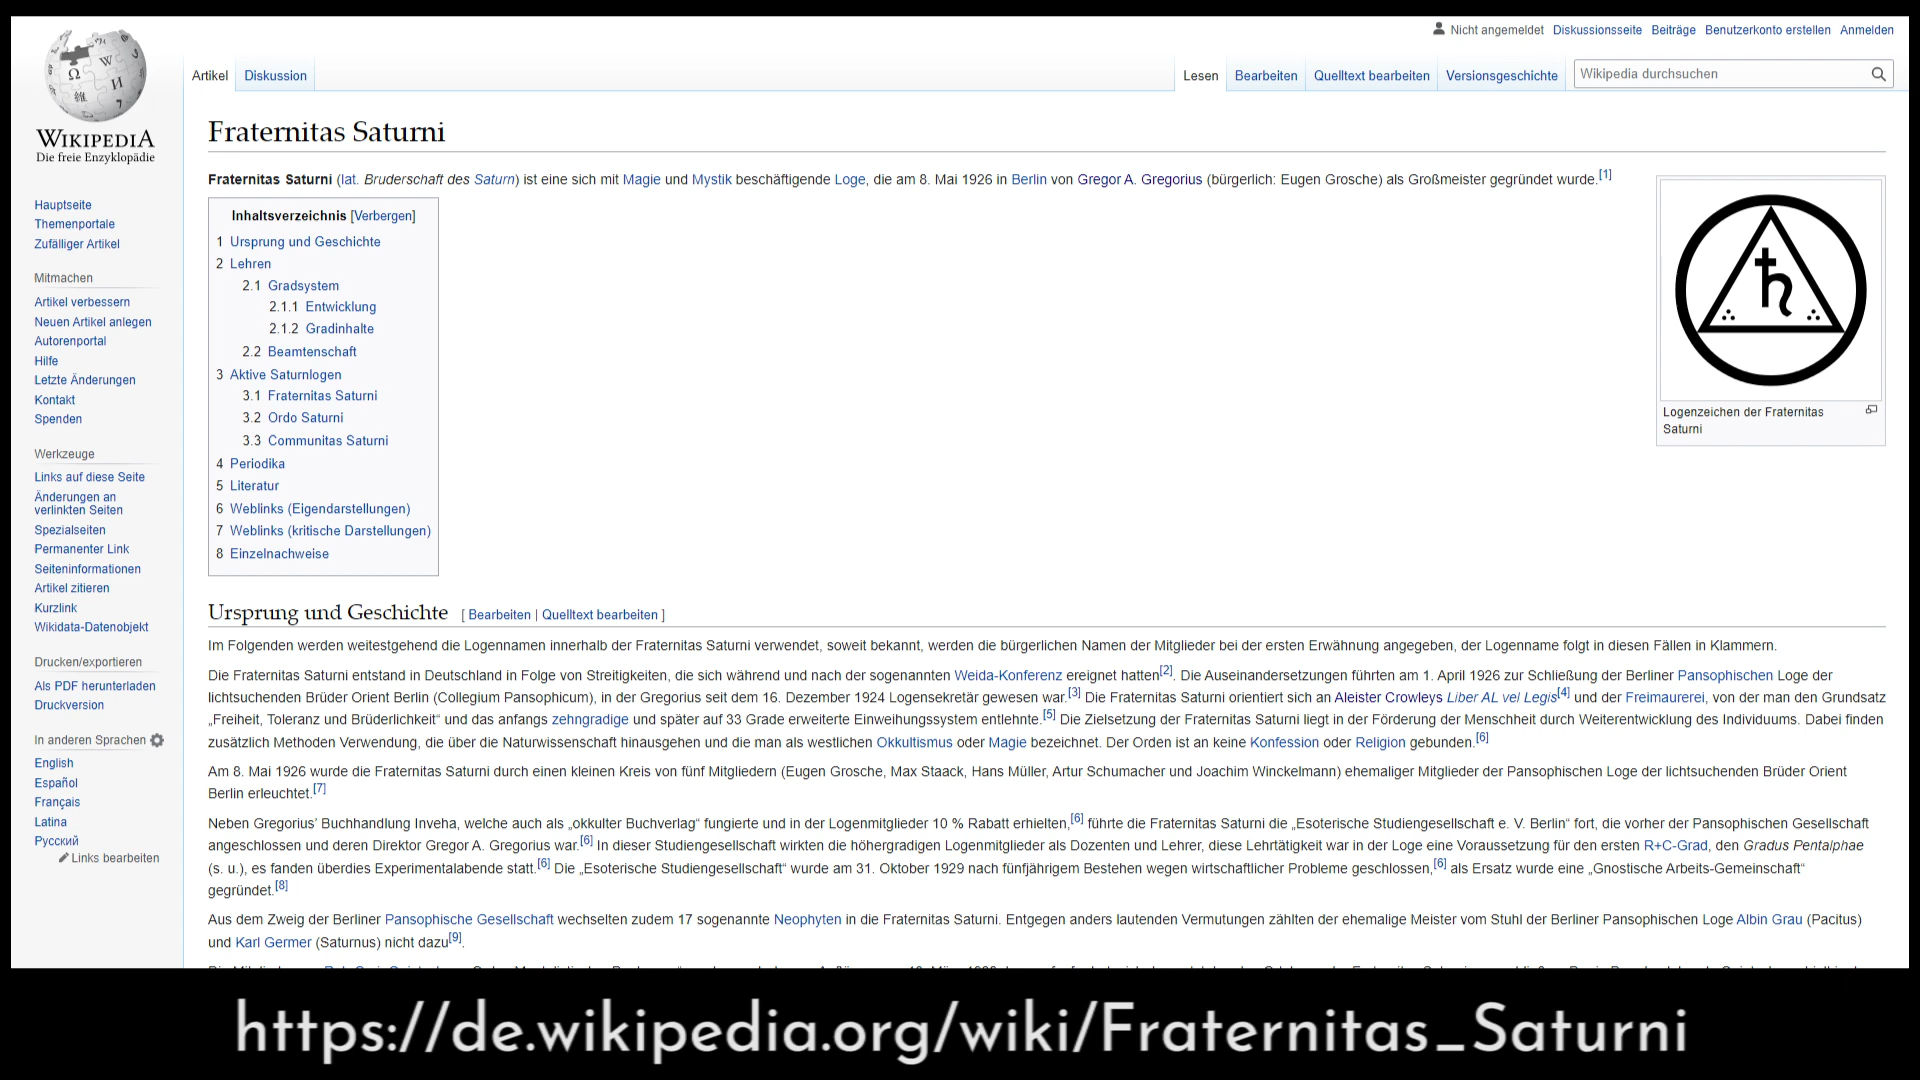 Nicht angemeldet Diskussionsseite Beiträge Benutzerkonto erstellen Anmelden
Artikel Diskussion Lesen Bearbeiten Quelltext bearbeiten Versionsgeschichte Wikipedia durchsuchen
WIKIPEDIA
Die freie Enzyklopädie
Hauptseite
Themenportale
Zufälliger Artikel
Mitmachen
Artikel verbessern
Neuen Artikel anlegen
Autorenportal
Hilfe
Letzte Änderungen
Kontakt
Spenden
Werkzeuge
Links auf diese Seite
Änderungen an
verlinkten Seiten
Spezialseiten
Permanenter Link
Seiteninformationen
Artikel zitieren
Kurzlink
Wikidata-Datenobjekt
Drucken/exportieren
Als PDF herunterladen
Druckversion
In anderen Sprachen
English
Español
Français
Latina
Русский
Links bearbeiten
Fraternitas Saturni
Fraternitas Saturni (lat. Bruderschaft des Saturn) ist eine sich mit Magie und Mystik beschäftigende Loge, die am 8. Mai 1926 in Berlin von Gregor A. Gregorius (bürgerlich: Eugen Grosche) als Großmeister gegründet wurde.[1]
Inhaltsverzeichnis [Verbergen]
1 Ursprung und Geschichte
2 Lehren
2.1 Gradsystem
2.1.1 Entwicklung
2.1.2 Gradinhalte
2.2 Beamtenschaft
3 Aktive Saturnlogen
3.1 Fraternitas Saturni
3.2 Ordo Saturni
3.3 Communitas Saturni
4 Periodika
5 Literatur
6 Weblinks (Eigendarstellungen)
7 Weblinks (kritische Darstellungen)
8 Einzelnachweise
Logenzeichen der Fraternitas
Saturni
Ursprung und Geschichte [ Bearbeiten | Quelltext bearbeiten ]
Im Folgenden werden weitestgehend die Logennamen innerhalb der Fraternitas Saturni verwendet, soweit bekannt, werden die bürgerlichen Namen der Mitglieder bei der ersten Erwähnung angegeben, der Logenname folgt in diesen Fällen in Klammern.
Die Fraternitas Saturni entstand in Deutschland in Folge von Streitigkeiten, die sich während und nach der sogenannten Weida-Konferenz ereignet hatten[2]. Die Auseinandersetzungen führten am 1. April 1926 zur Schließung der Berliner Pansophischen Loge der
lichtsuchenden Brüder Orient Berlin (Collegium Pansophicum), in der Gregorius seit dem 16. Dezember 1924 Logensekretär gewesen war.[3] Die Fraternitas Saturni orientiert sich an Aleister Crowleys Liber AL vel Legis[4] und der Freimaurerei, von der man den Grundsatz
„Freiheit, Toleranz und Brüderlichkeit“ und das anfangs zehngradige und später auf 33 Grade erweiterte Einweihungssystem entlehnte.[5] Die Zielsetzung der Fraternitas Saturni liegt in der Förderung der Menschheit durch Weiterentwicklung des Individuums. Dabei finden
zusätzlich Methoden Verwendung, die über die Naturwissenschaft hinausgehen und die man als westlichen Okkultismus oder Magie bezeichnet. Der Orden ist an keine Konfession oder Religion gebunden.[6]
Am 8. Mai 1926 wurde die Fraternitas Saturni durch einen kleinen Kreis von fünf Mitgliedern (Eugen Grosche, Max Staack, Hans Müller, Artur Schumacher und Joachim Winckelmann) ehemaliger Mitglieder der Pansophischen Loge der lichtsuchenden Brüder Orient
Berlin erleuchtet.[7]
Neben Gregorius’ Buchhandlung Inveha, welche auch als „okkulter Buchverlag“ fungierte und in der Logenmitglieder 10 % Rabatt erhielten,[6] führte die Fraternitas Saturni die „Esoterische Studiengesellschaft e. V. Berlin“ fort, die vorher der Pansophischen Gesellschaft
angeschlossen und deren Direktor Gregor A. Gregorius war.[6] In dieser Studiengesellschaft wirkten die höhergradigen Logenmitglieder als Dozenten und Lehrer, diese Lehrtätigkeit war in der Loge eine Voraussetzung für den ersten R+C-Grad, den Gradus Pentalphae
(s. u.), es fanden überdies Experimentalabende statt.[6] Die „Esoterische Studiengesellschaft“ wurde am 31. Oktober 1929 nach fünfjährigem Bestehen wegen wirtschaftlicher Probleme geschlossen,[6] als Ersatz wurde eine „Gnostische Arbeits-Gemeinschaft“
gegründet.[8]
Aus dem Zweig der Berliner Pansophische Gesellschaft wechselten zudem 17 sogenannte Neophyten in die Fraternitas Saturni. Entgegen anders lautenden Vermutungen zählten der ehemalige Meister vom Stuhl der Berliner Pansophischen Loge Albin Grau (Pacitus)
und Karl Germer (Saturnus) nicht dazu[9].
https://de.wikipedia.org/wiki/Fraternitas_Saturni